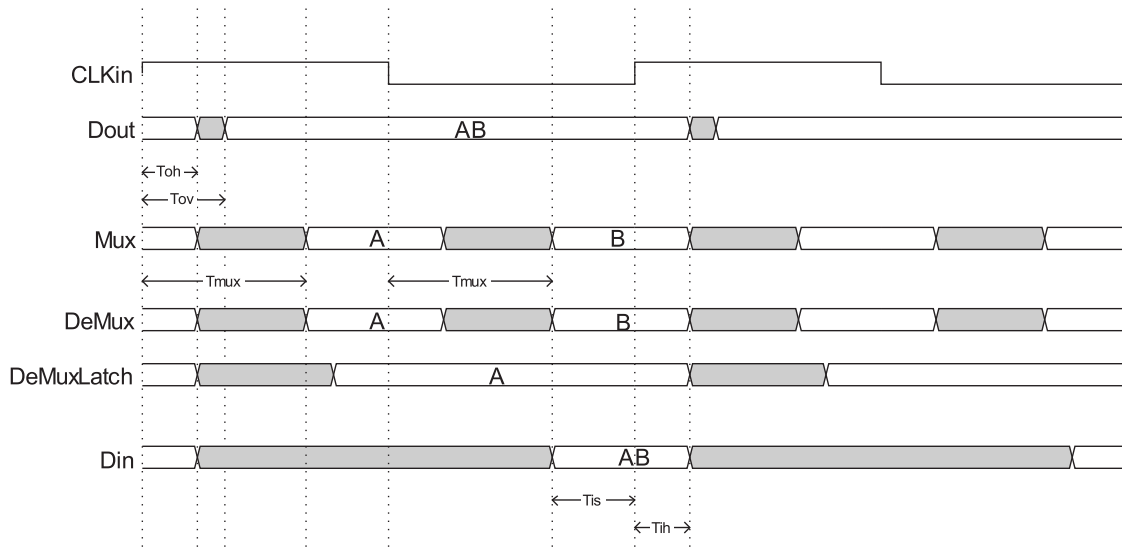 CLKin
Dout AB
Toh
Tov
Mux A B
Tmux Tmux
DeMux A B
DeMuxLatch A
Din AB
Tis
Tih